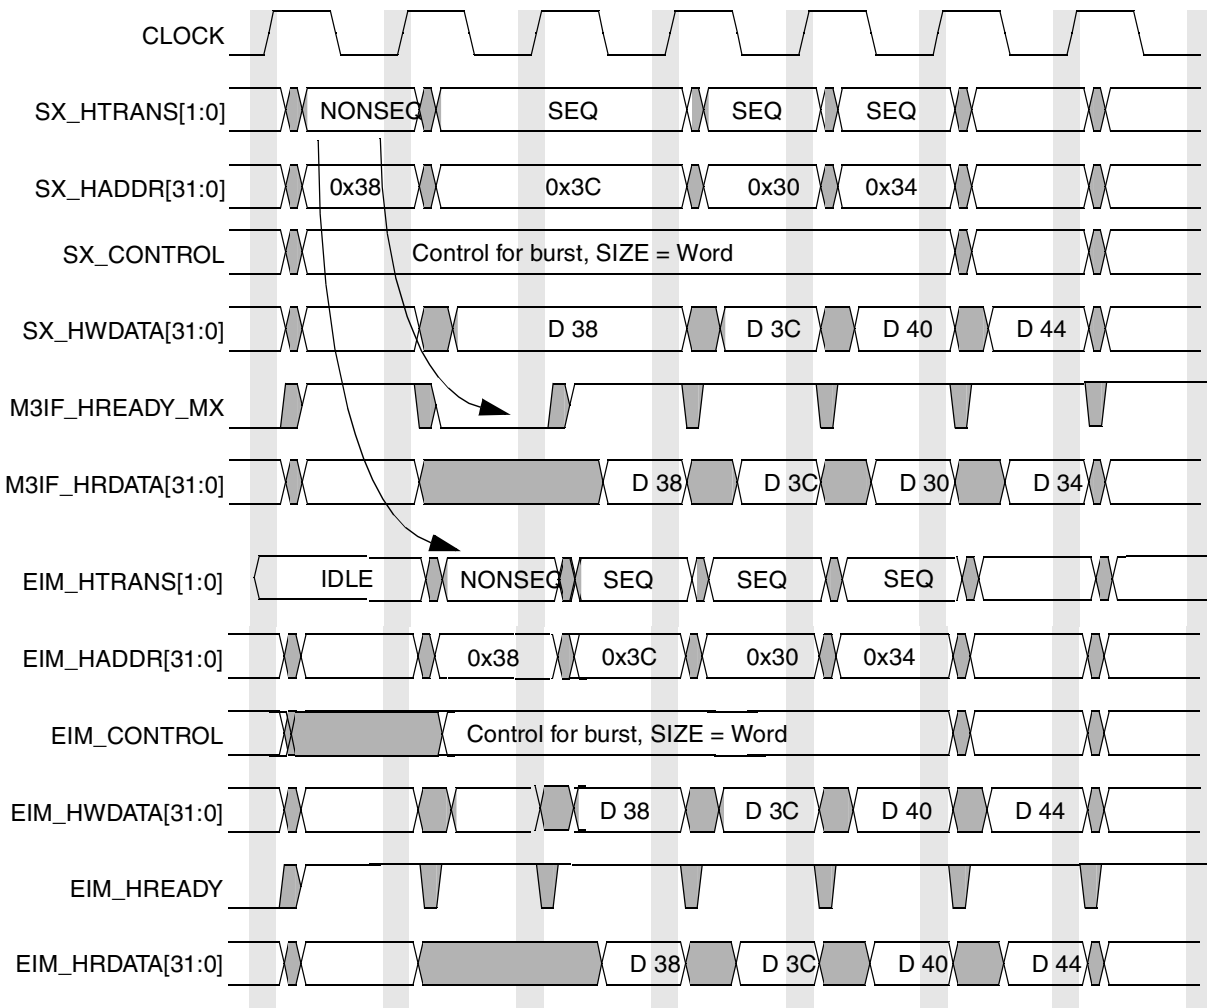 CLOCK
SX_HTRANS[1:0] NONSEQ SEQ SEQ SEQ
SX_HADDR[31:0] 0x38 0x3C 0x30 0x34
SX_CONTROL Control for burst, SIZE = Word
SX_HWDATA[31:0] D 38 D 3C D 40 D 44
M3IF_HREADY_MX
M3IF_HRDATA[31:0] D 38 D 3C D 30 D 34
EIM_HTRANS[1:0] IDLE NONSEQ SEQ SEQ SEQ
EIM_HADDR[31:0] 0x38 0x3C 0x30 0x34
EIM_CONTROL Control for burst, SIZE = Word
EIM_HWDATA[31:0] D 38 D 3C D 40 D 44
EIM_HREADY
EIM_HRDATA[31:0] D 38 D 3C D 40 D 44